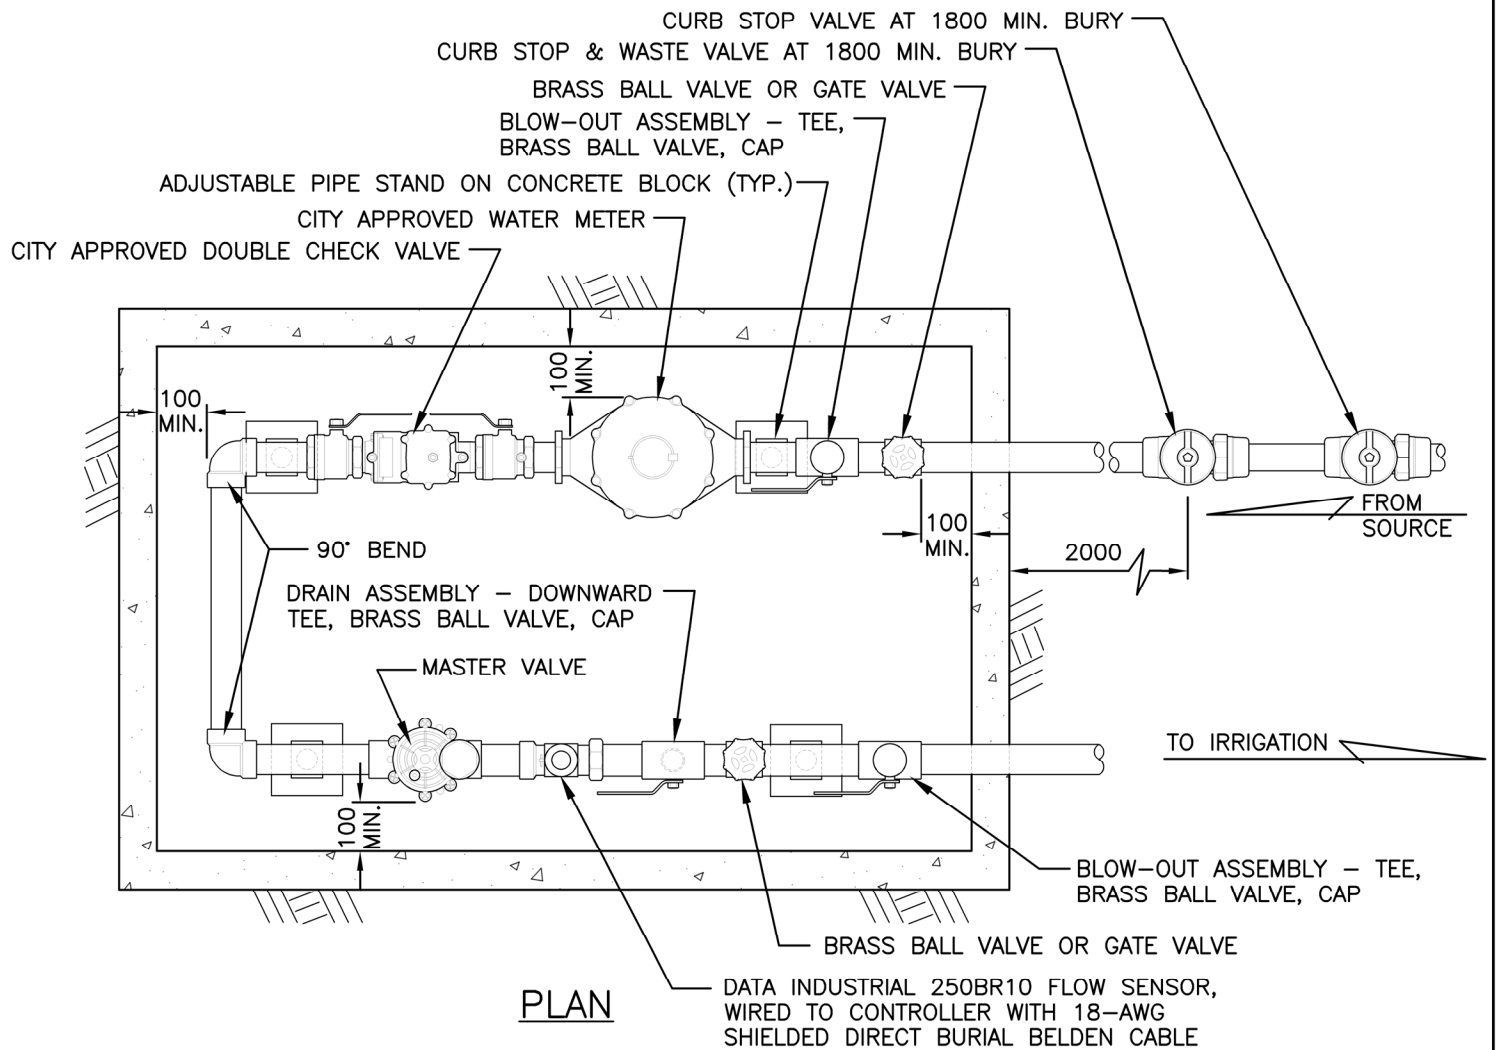 CURB STOP VALVE AT 1800 MIN. BURY
CURB STOP & WASTE VALVE AT 1800 MIN. BURY
BRASS BALL VALVE OR GATE VALVE
BLOW-OUT ASSEMBLY – TEE,
BRASS BALL VALVE, CAP
ADJUSTABLE PIPE STAND ON CONCRETE BLOCK (TYP.)
CITY APPROVED WATER METER
CITY APPROVED DOUBLE CHECK VALVE
100
MIN.
100
MIN.
100
MIN.
FROM
SOURCE
2000
90° BEND
DRAIN ASSEMBLY – DOWNWARD
TEE, BRASS BALL VALVE, CAP
MASTER VALVE
TO IRRIGATION
100
MIN.
BLOW-OUT ASSEMBLY – TEE,
BRASS BALL VALVE, CAP
BRASS BALL VALVE OR GATE VALVE
DATA INDUSTRIAL 250BR10 FLOW SENSOR,
WIRED TO CONTROLLER WITH 18-AWG
SHIELDED DIRECT BURIAL BELDEN CABLE
PLAN